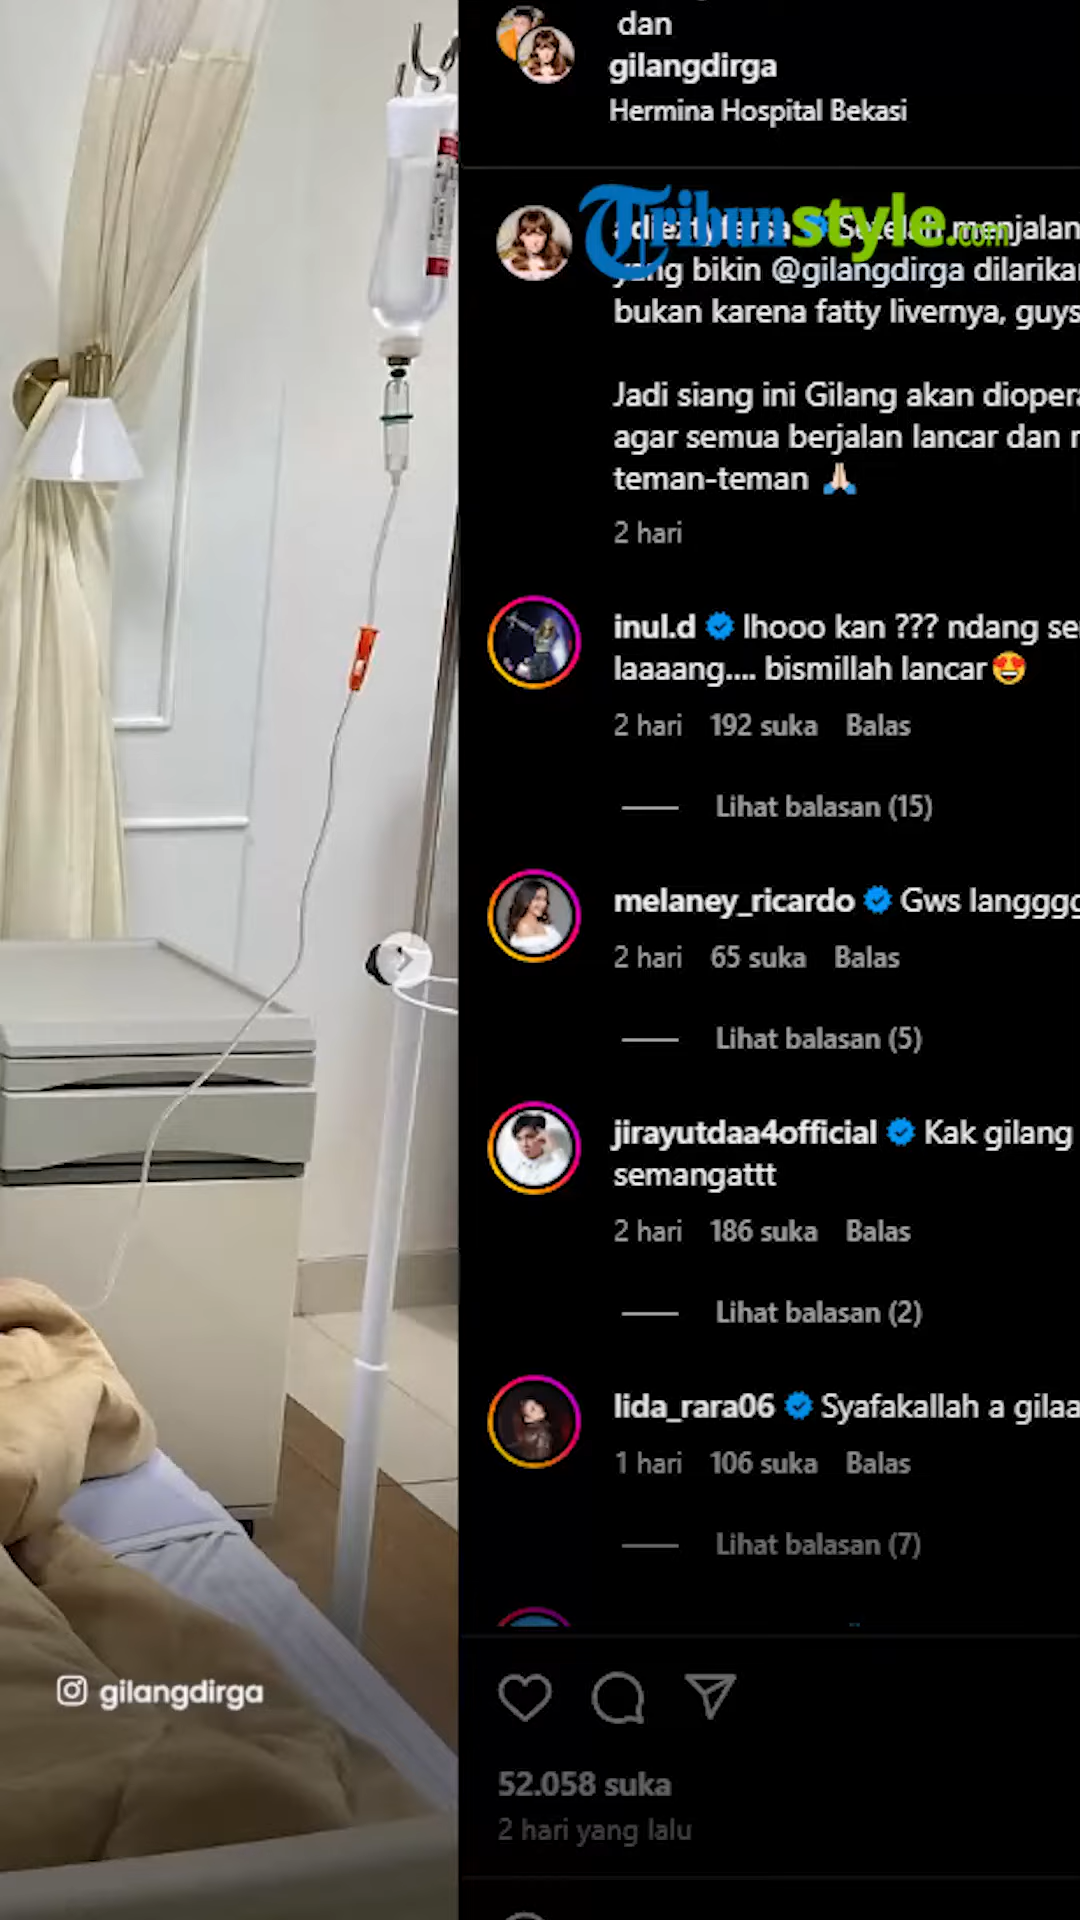 dan
gilangdirga
Hermina Hospital Bekasi
Tribunstyle.com
adieztyfersa Setelah menjalan
yang bikin @gilangdirga dilarikan
bukan karena fatty livernya, guys
Jadi siang ini Gilang akan dioper
agar semua berjalan lancar dan
teman-teman 🙏🏻
2 hari
inul.d lhooo kan ??? ndang se
laaaang.... bismillah lancar😍
2 hari 192 suka Balas
Lihat balasan (15)
melaney_ricardo Gws langggg
2 hari 65 suka Balas
Lihat balasan (5)
jirayutdaa4official Kak gilang
semangattt
2 hari 186 suka Balas
Lihat balasan (2)
lida_rara06 Syafakallah a gilaa
1 hari 106 suka Balas
Lihat balasan (7)
gilangdirga
52.058 suka
2 hari yang lalu